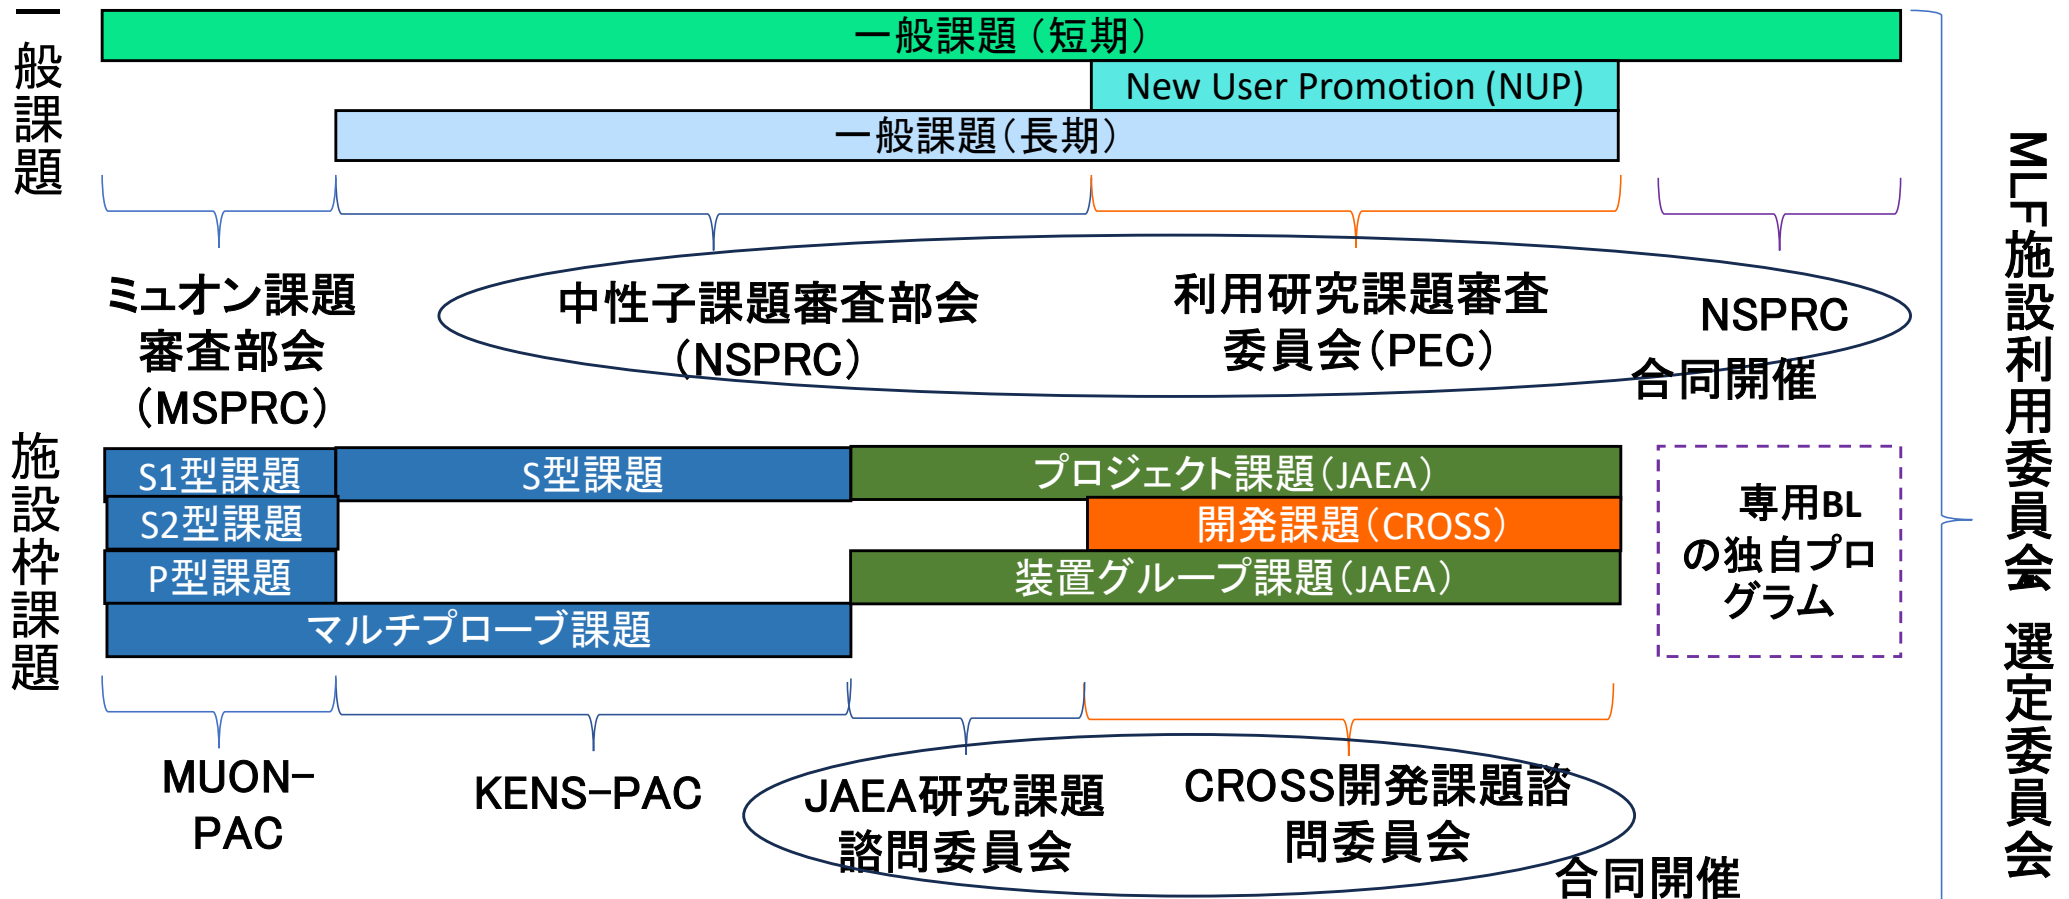 一般課題
一般課題（短期）
New User Promotion (NUP)
一般課題（長期）
ミュオン課題
審査部会
（MSPRC）
中性子課題審査部会
（NSPRC）
利用研究課題審査
委員会（PEC）
NSPRC
合同開催
施設枠課題
S1型課題
S型課題
プロジェクト課題（JAEA）
S2型課題
開発課題（CROSS）
P型課題
装置グループ課題（JAEA）
マルチプローブ課題
専用BL
の独自プロ
グラム
MUON-
PAC
KENS-PAC
JAEA研究課題
諮問委員会
CROSS開発課題諮
問委員会
合同開催
MLF施設利用委員会 選定委員会